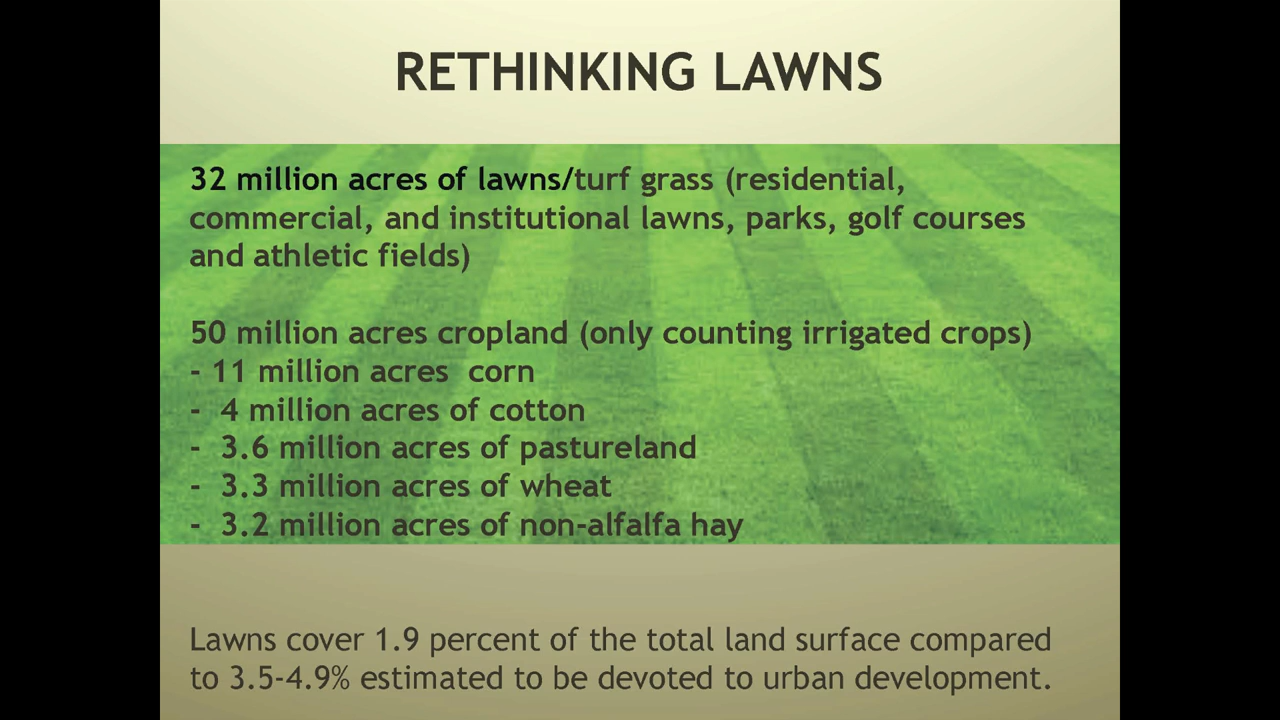 RETHINKING LAWNS
32 million acres of lawns/turf grass (residential,
commercial, and institutional lawns, parks, golf courses
and athletic fields)
50 million acres cropland (only counting irrigated crops)
- 11 million acres  corn
-  4 million acres of cotton
-  3.6 million acres of pastureland
-  3.3 million acres of wheat
-  3.2 million acres of non-alfalfa hay
Lawns cover 1.9 percent of the total land surface compared
to 3.5-4.9% estimated to be devoted to urban development.